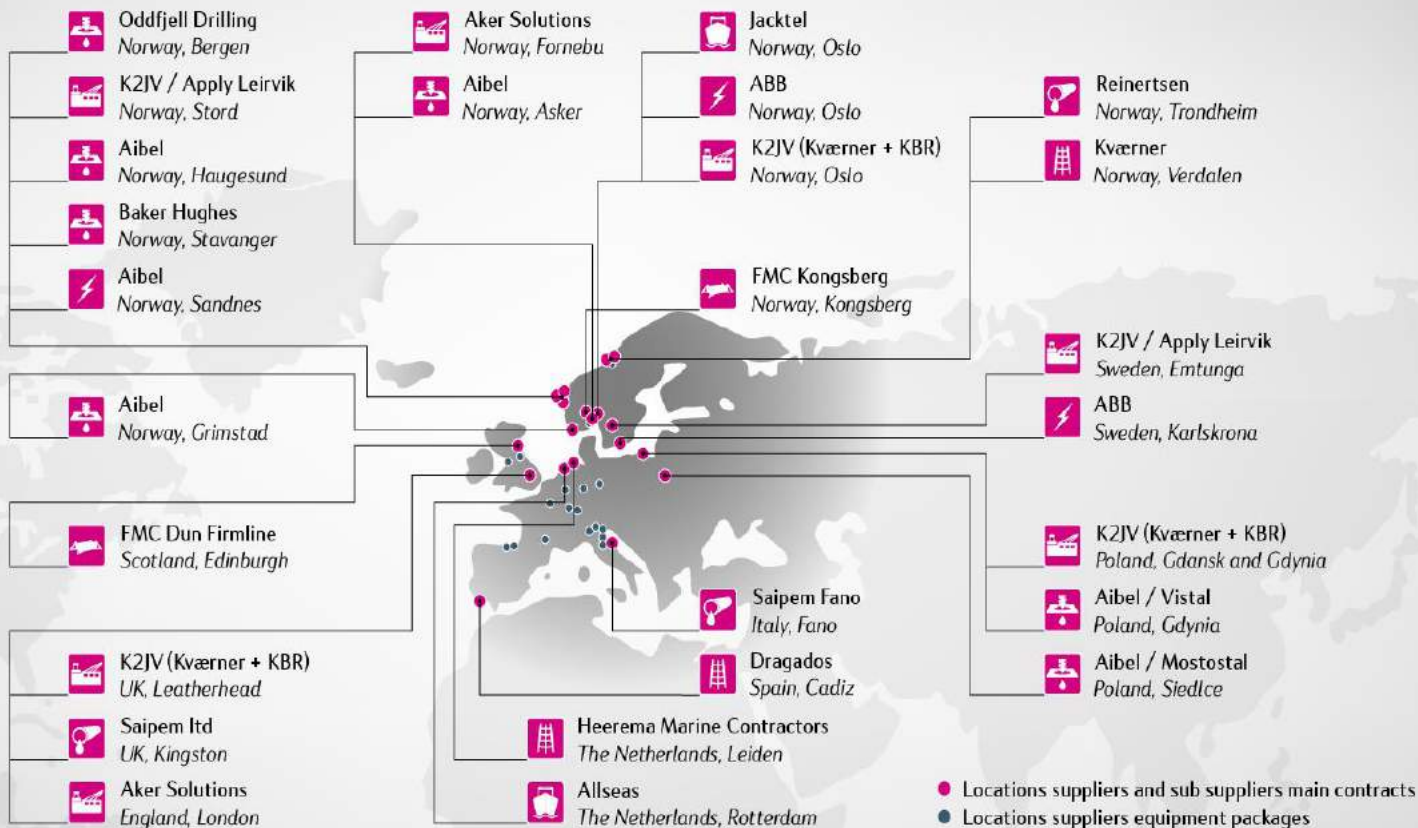 Oddfjell Drilling
Norway, Bergen
K2JV / Apply Leirvik
Norway, Stord
Aibel
Norway, Haugesund
Baker Hughes
Norway, Stavanger
Aibel
Norway, Sandnes
Aibel
Norway, Grimstad
FMC Dun Firmline
Scotland, Edinburgh
K2JV (Kværner + KBR)
UK, Leatherhead
Saipem ltd
UK, Kingston
Aker Solutions
England, London
Aker Solutions
Norway, Fornebu
Aibel
Norway, Asker
Jacktel
Norway, Oslo
ABB
Norway, Oslo
K2JV (Kværner + KBR)
Norway, Oslo
FMC Kongsberg
Norway, Kongsberg
Saipem Fano
Italy, Fano
Dragados
Spain, Cadiz
Heerema Marine Contractors
The Netherlands, Leiden
Allseas
The Netherlands, Rotterdam
Reinertsen
Norway, Trondheim
Kværner
Norway, Verdalen
K2JV / Apply Leirvik
Sweden, Emtunga
ABB
Sweden, Karlskrona
K2JV (Kværner + KBR)
Poland, Gdansk and Gdynia
Aibel / Vistal
Poland, Gdynia
Aibel / Mostostal
Poland, Siedlce
Locations suppliers and sub suppliers main contracts
Locations suppliers equipment packages